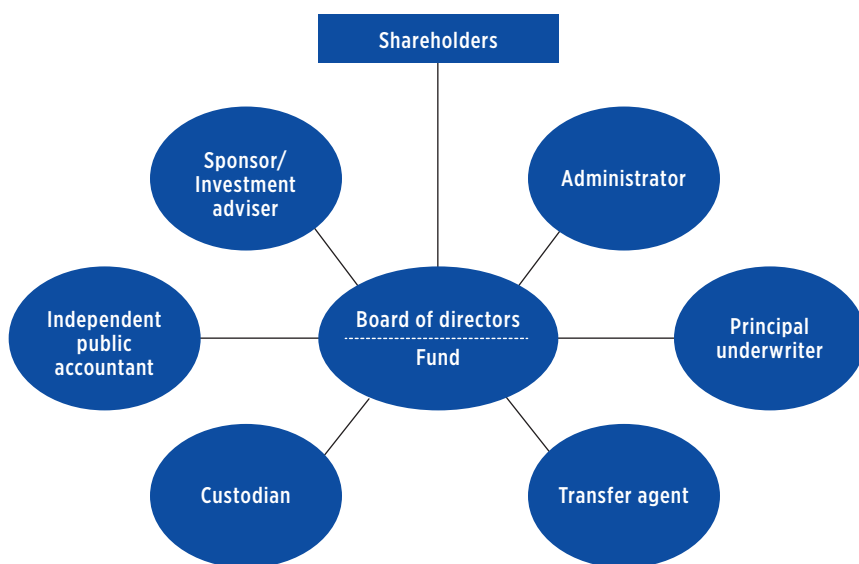 Shareholders
Sponsor/
Investment
adviser
Administrator
Independent
public
accountant
Board of directors
Fund
Principal
underwriter
Custodian
Transfer agent